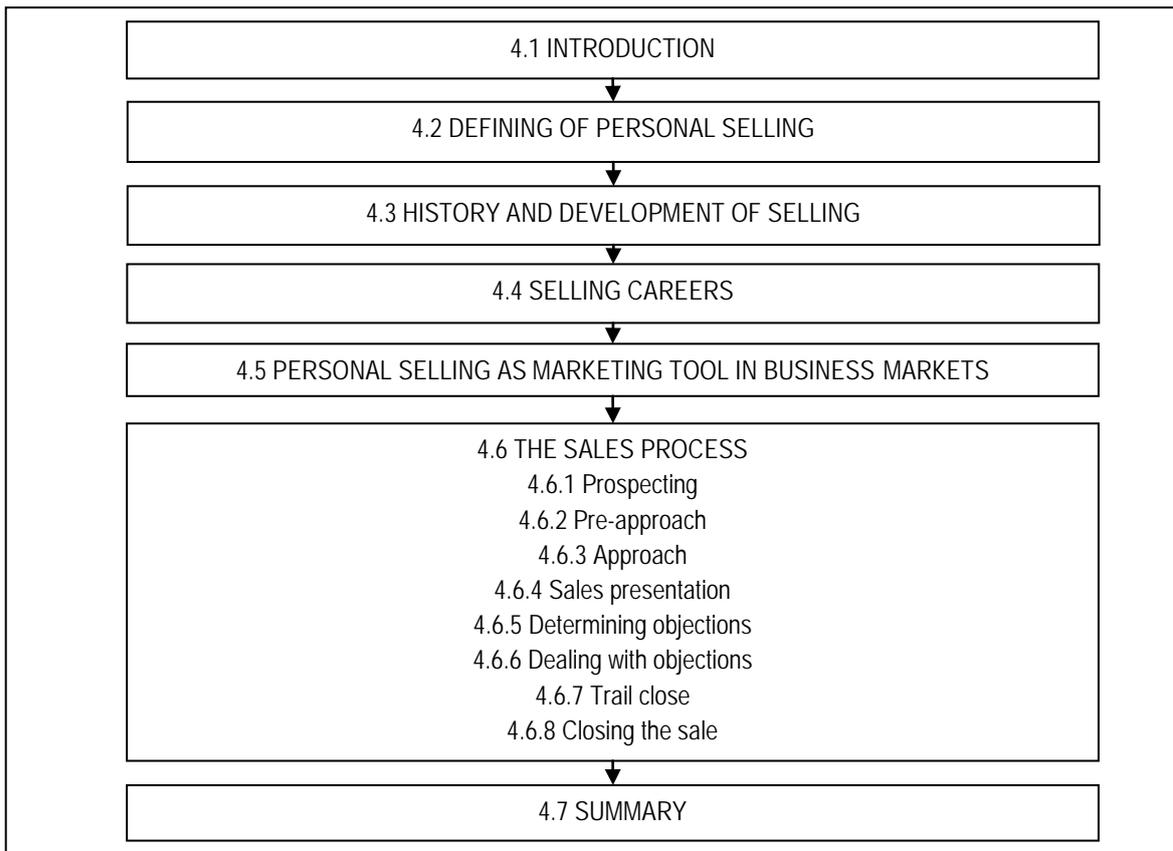 4.1 INTRODUCTION
4.2 DEFINING OF PERSONAL SELLING
4.3 HISTORY AND DEVELOPMENT OF SELLING
4.4 SELLING CAREERS
4.5 PERSONAL SELLING AS MARKETING TOOL IN BUSINESS MARKETS
4.6 THE SALES PROCESS
4.6.1 Prospecting
4.6.2 Pre-approach
4.6.3 Approach
4.6.4 Sales presentation
4.6.5 Determining objections
4.6.6 Dealing with objections
4.6.7 Trail close
4.6.8 Closing the sale
4.7 SUMMARY